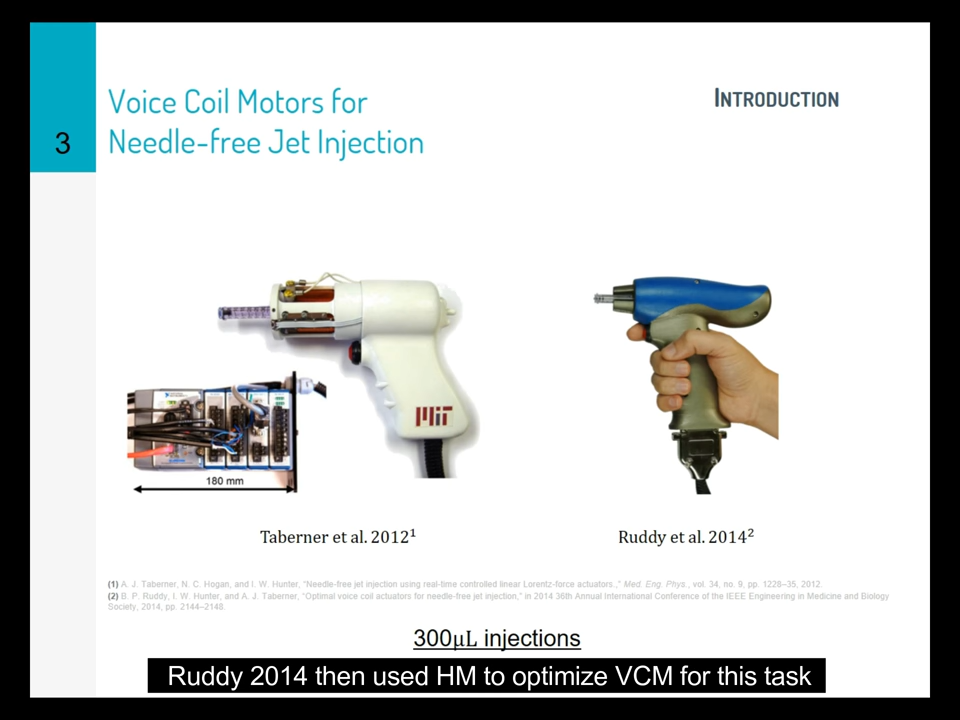 Voice Coil Motors for
Needle-free Jet Injection
INTRODUCTION
3
MIT
180 mm
Taberner et al. 2012¹
Ruddy et al. 2014²
(1) A. J. Taberner, N. C. Hogan, and I. W. Hunter, “Needle-free jet injection using real-time controlled linear Lorentz-force actuators.,” Med. Eng. Phys., vol. 34, no. 9, pp. 1228–35, 2012.
(2) B. P. Ruddy, I. W. Hunter, and A. J. Taberner, “Optimal voice coil actuators for needle-free jet injection,” in 2014 36th Annual International Conference of the IEEE Engineering in Medicine and Biology
Society, 2014, pp. 2144–2148.
300μL injections
Ruddy 2014 then used HM to optimize VCM for this task